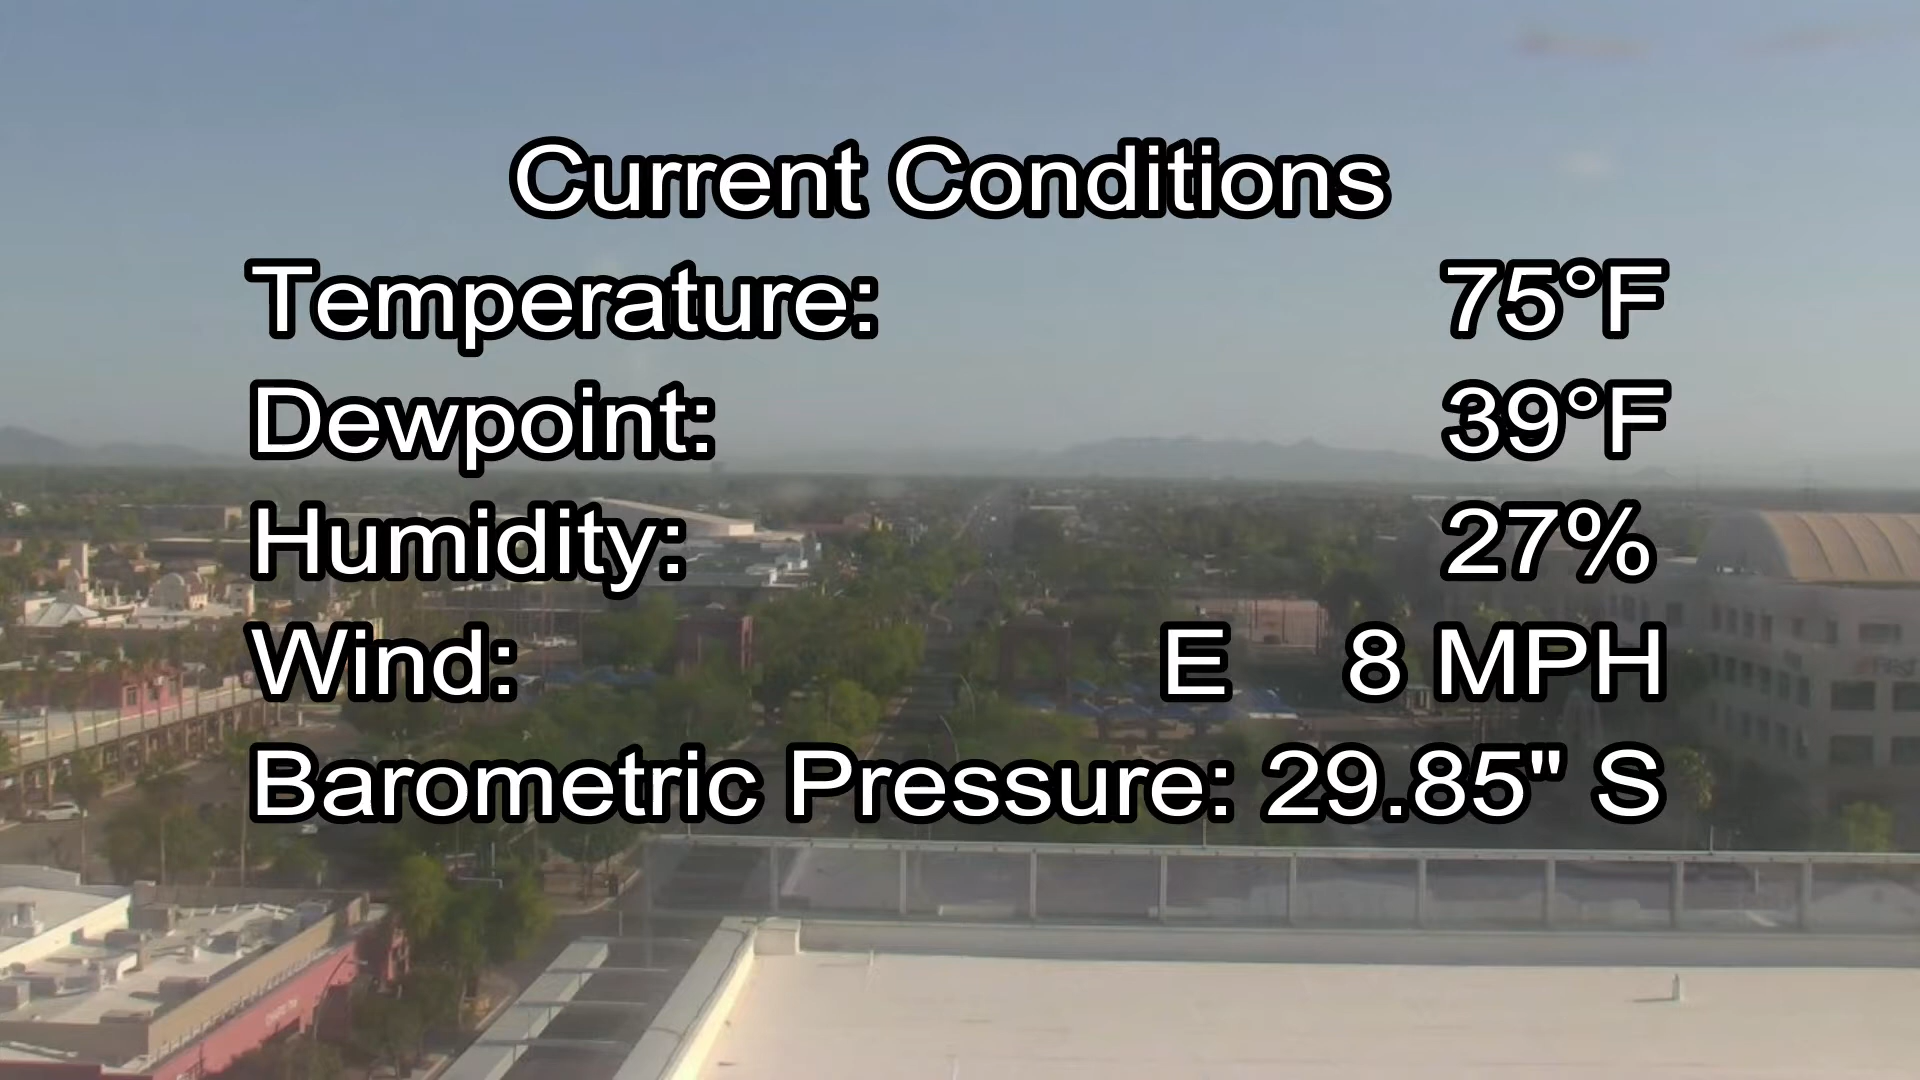 Current Conditions
Temperature: 75°F
Dewpoint: 39°F
Humidity: 27%
Wind: E 8 MPH
Barometric Pressure: 29.85" S